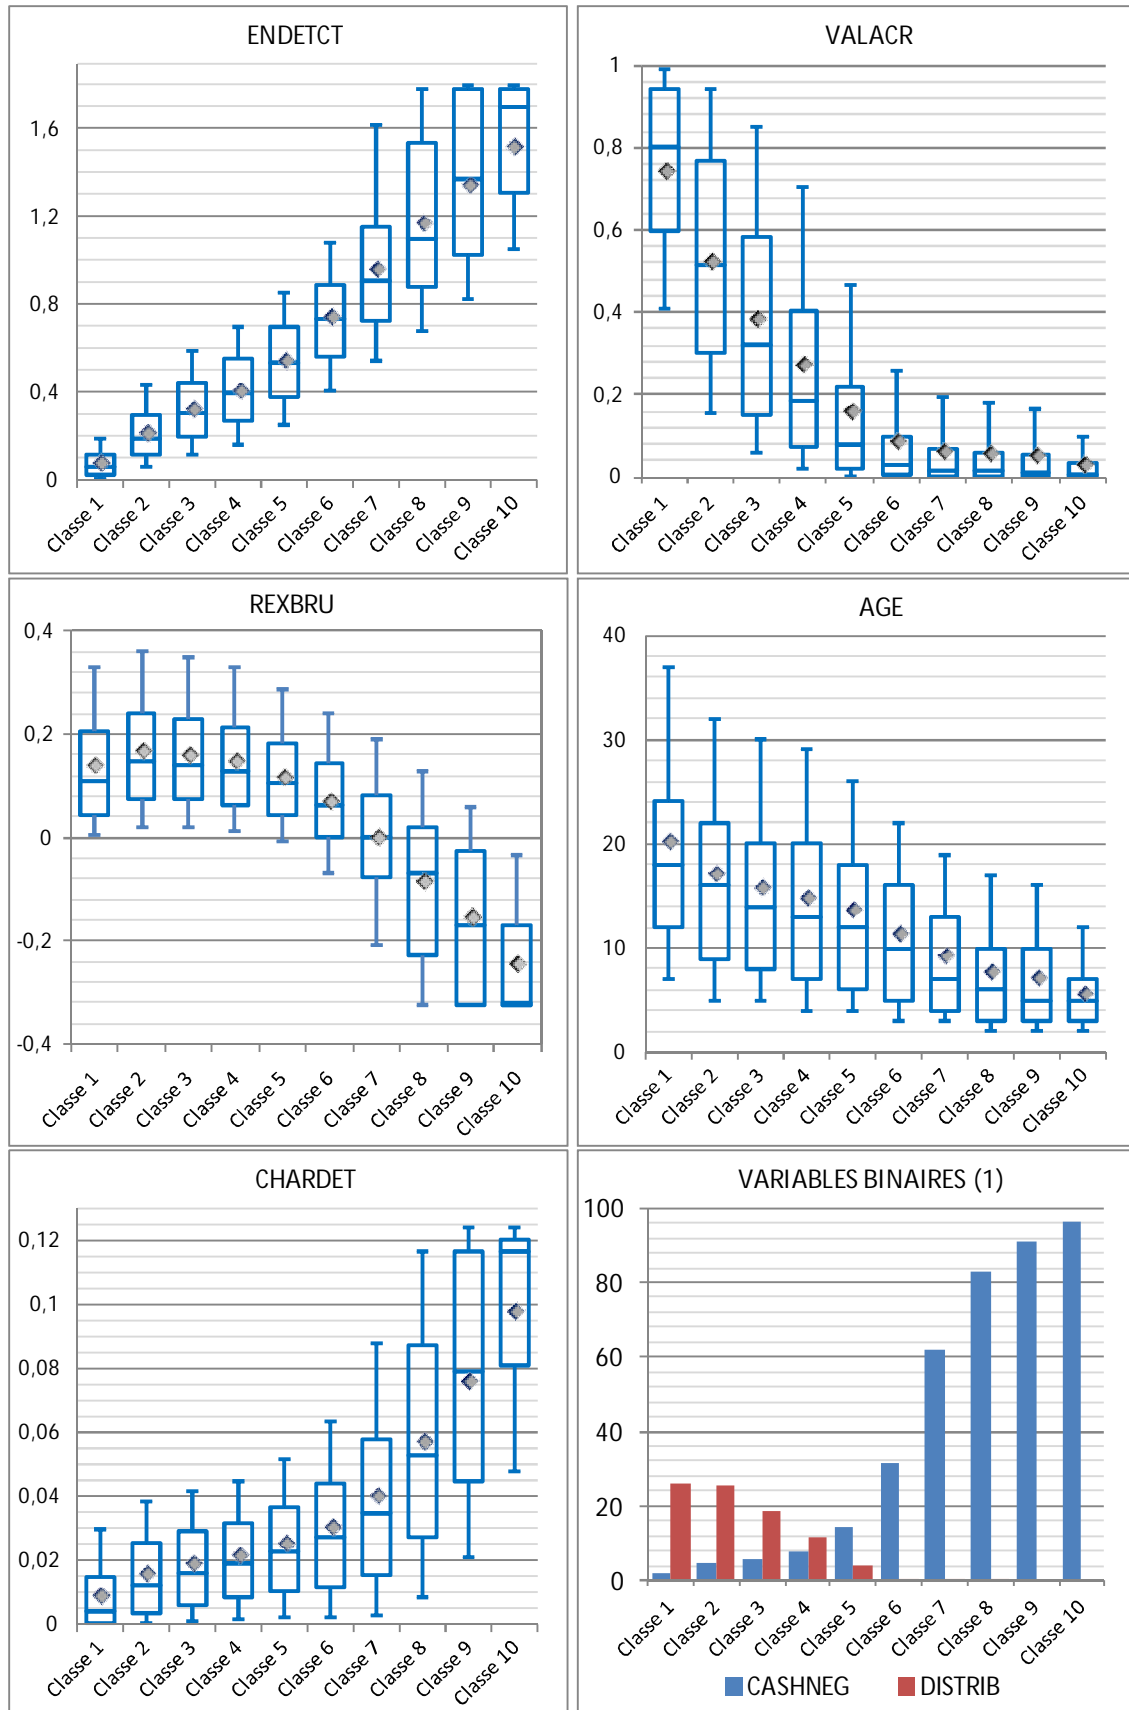 ENDETCT
1,6
1,2
0,8
0,4
0
Classe 1
Classe 2
Classe 3
Classe 4
Classe 5
Classe 6
Classe 7
Classe 8
Classe 9
Classe 10
VALACR
1
0,8
0,6
0,4
0,2
0
Classe 1
Classe 2
Classe 3
Classe 4
Classe 5
Classe 6
Classe 7
Classe 8
Classe 9
Classe 10
REXBRU
0,4
0,2
0
-0,2
-0,4
Classe 1
Classe 2
Classe 3
Classe 4
Classe 5
Classe 6
Classe 7
Classe 8
Classe 9
Classe 10
AGE
40
30
20
10
0
Classe 1
Classe 2
Classe 3
Classe 4
Classe 5
Classe 6
Classe 7
Classe 8
Classe 9
Classe 10
CHARDET
0,12
0,1
0,08
0,06
0,04
0,02
0
Classe 1
Classe 2
Classe 3
Classe 4
Classe 5
Classe 6
Classe 7
Classe 8
Classe 9
Classe 10
VARIABLES BINAIRES (1)
100
80
60
40
20
0
Classe 1
Classe 2
Classe 3
Classe 4
Classe 5
Classe 6
Classe 7
Classe 8
Classe 9
Classe 10
CASHNEG DISTRIB